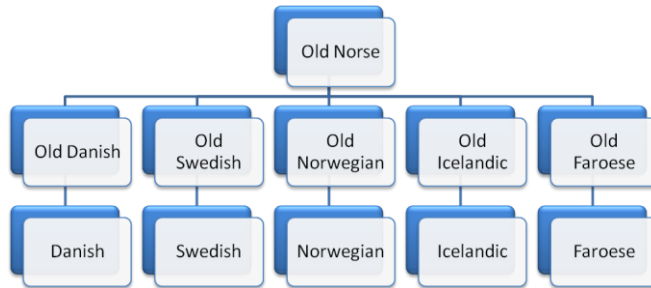 Old Norse
Old Danish
Old
Swedish
Old
Norwegian
Old
Icelandic
Old
Faroese
Danish
Swedish
Norwegian
Icelandic
Faroese